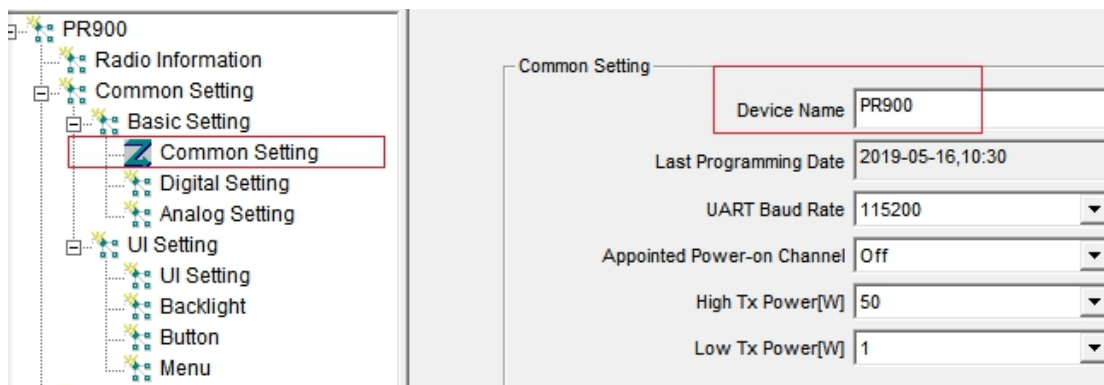 PR900
Radio Information
Common Setting
Basic Setting
Common Setting
Digital Setting
Analog Setting
UI Setting
UI Setting
Backlight
Button
Menu
Common Setting
Device Name PR900
Last Programming Date 2019-05-16,10:30
UART Baud Rate 115200
Appointed Power-on Channel Off
High Tx Power[W] 50
Low Tx Power[W] 1